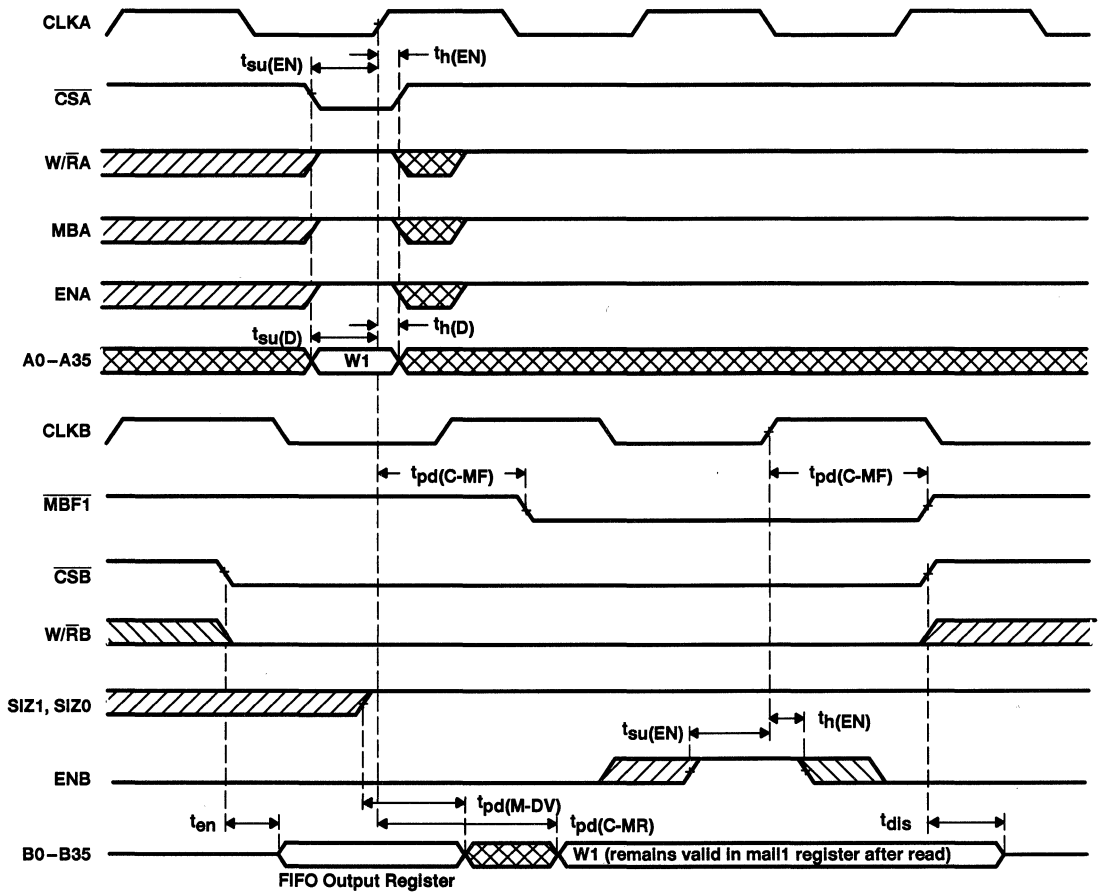 CLKA
tsu(EN)
th(EN)
CSA
W/RA
MBA
ENA
tsu(D)
th(D)
A0–A35
W1
CLKB
tpd(C-MF)
tpd(C-MF)
MBF1
CSB
W/RB
SIZ1, SIZ0
tsu(EN)
th(EN)
ENB
ten
tpd(M-DV)
tpd(C-MR)
tdis
B0–B35
W1 (remains valid in mail1 register after read)
FIFO Output Register